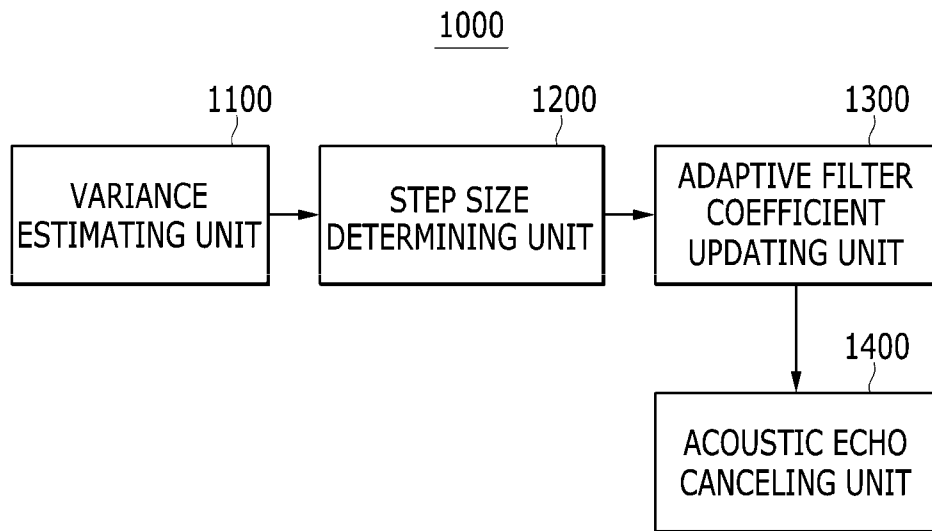 1000
1100
VARIANCE
ESTIMATING UNIT
1200
STEP SIZE
DETERMINING UNIT
1300
ADAPTIVE FILTER
COEFFICIENT
UPDATING UNIT
1400
ACOUSTIC ECHO
CANCELING UNIT